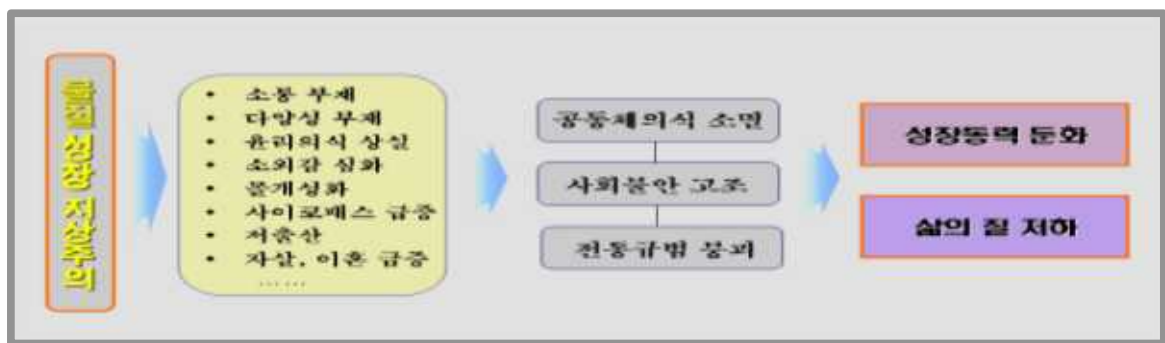 물질 성장 지상주의
소통 부재
다양성 부재
윤리의식 상실
소외감 심화
몰개성화
사이로패스 급증
저출산
자살, 이혼 급증
……
공동체의식 소멸
사회불안 고조
전통규범 붕괴
성장동력 둔화
삶의 질 저하